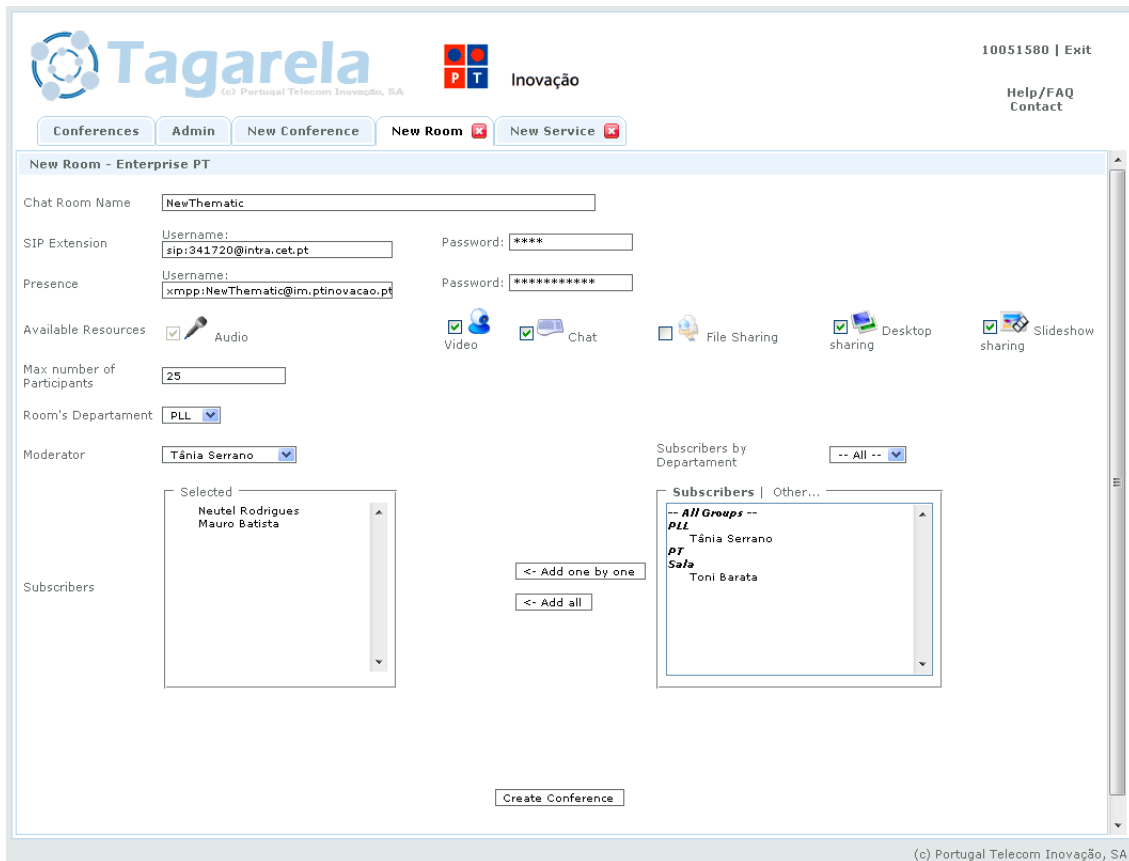 Tagarela
(c) Portugal Telecom Inovação, SA
P T
Inovação
10051580 | Exit
Help/FAQ
Contact
Conferences Admin New Conference New Room New Service
New Room - Enterprise PT
Chat Room Name NewThematic
Username: Password: ****
SIP Extension sip:341720@intra.cet.pt
Username: Password: ***********
Presence xmpp:NewThematic@im.ptinovacao.pt
Available Resources Audio Video Chat File Sharing Desktop sharing Slideshow sharing
Max number of
Participants 25
Room's Departament PLL
Moderator Tânia Serrano
Subscribers by
Departament -- All --
Selected
Neutel Rodrigues
Mauro Batista
Subscribers
<- Add one by one
<- Add all
Subscribers | Other...
-- All Groups --
PLL
Tânia Serrano
PT
Sala
Toni Barata
Create Conference
(c) Portugal Telecom Inovação, SA